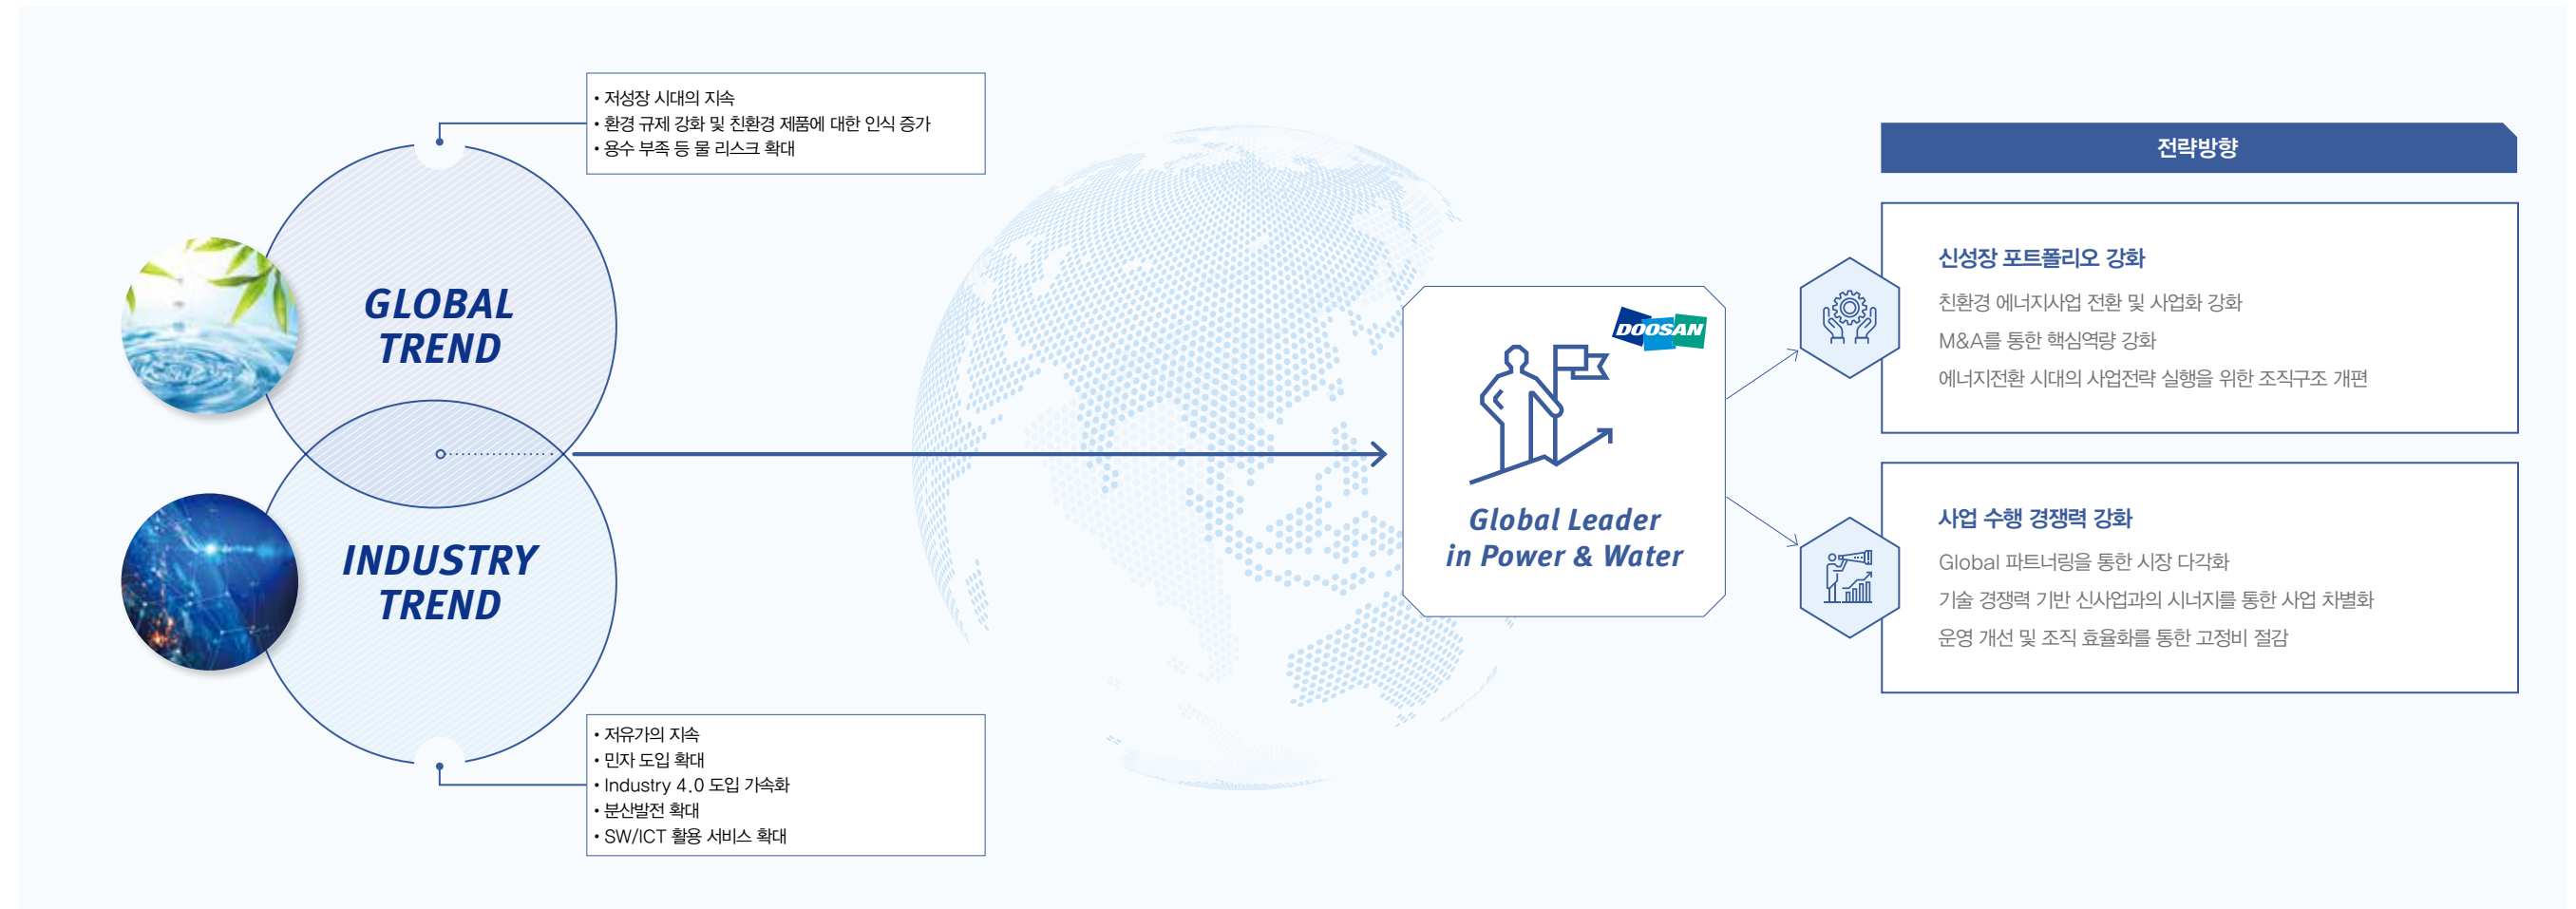 • 저성장 시대의 지속
• 환경 규제 강화 및 친환경 제품에 대한 인식 증가
• 용수 부족 등 물 리스크 확대
GLOBAL
TREND
INDUSTRY
TREND
• 저유가의 지속
• 민자 도입 확대
• Industry 4.0 도입 가속화
• 분산발전 확대
• SW/ICT 활용 서비스 확대
DOOSAN
Global Leader
in Power & Water
전략방향
신성장 포트폴리오 강화
친환경 에너지사업 전환 및 사업화 강화
M&A를 통한 핵심역량 강화
에너지전환 시대의 사업전략 실행을 위한 조직구조 개편
사업 수행 경쟁력 강화
Global 파트너링을 통한 시장 다각화
기술 경쟁력 기반 신사업과의 시너지를 통한 사업 차별화
운영 개선 및 조직 효율화를 통한 고정비 절감